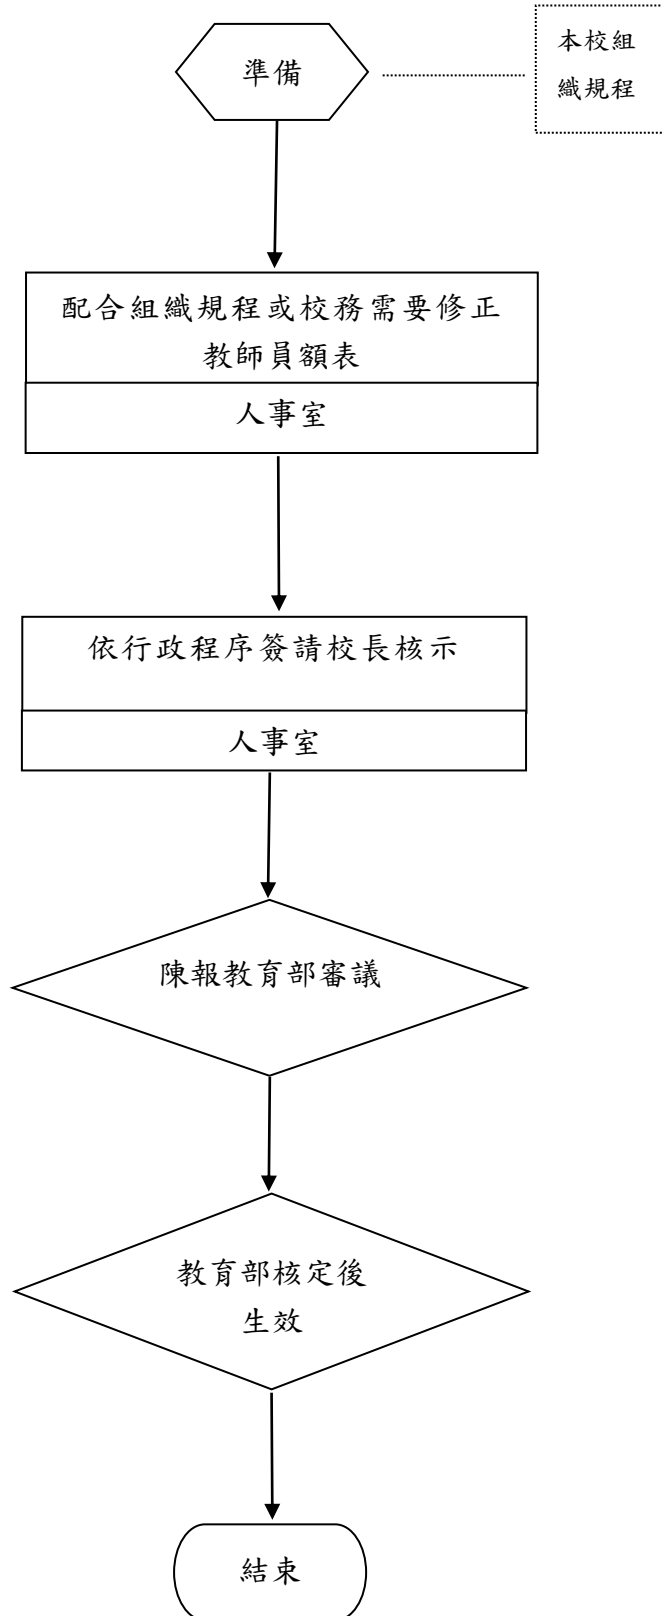 準備
本校組
織規程
配合組織規程或校務需要修正
教師員額表
人事室
依行政程序簽請校長核示
人事室
陳報教育部審議
教育部核定後
生效
結束